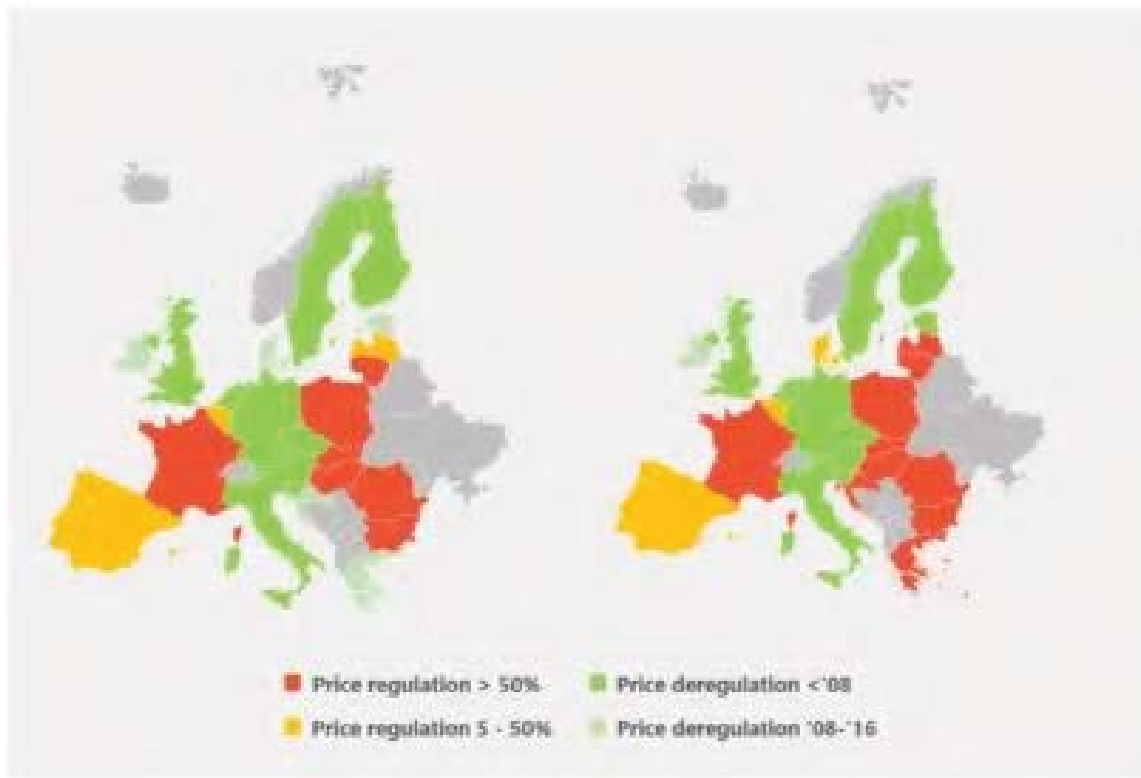 Price regulation > 50%
Price deregulation <'08
Price regulation 5 - 50%
Price deregulation '08-'16